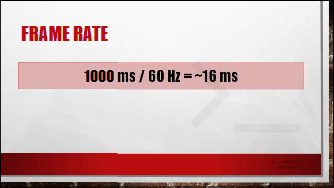 FRAME RATE
1000 ms / 60 Hz = ~16 ms